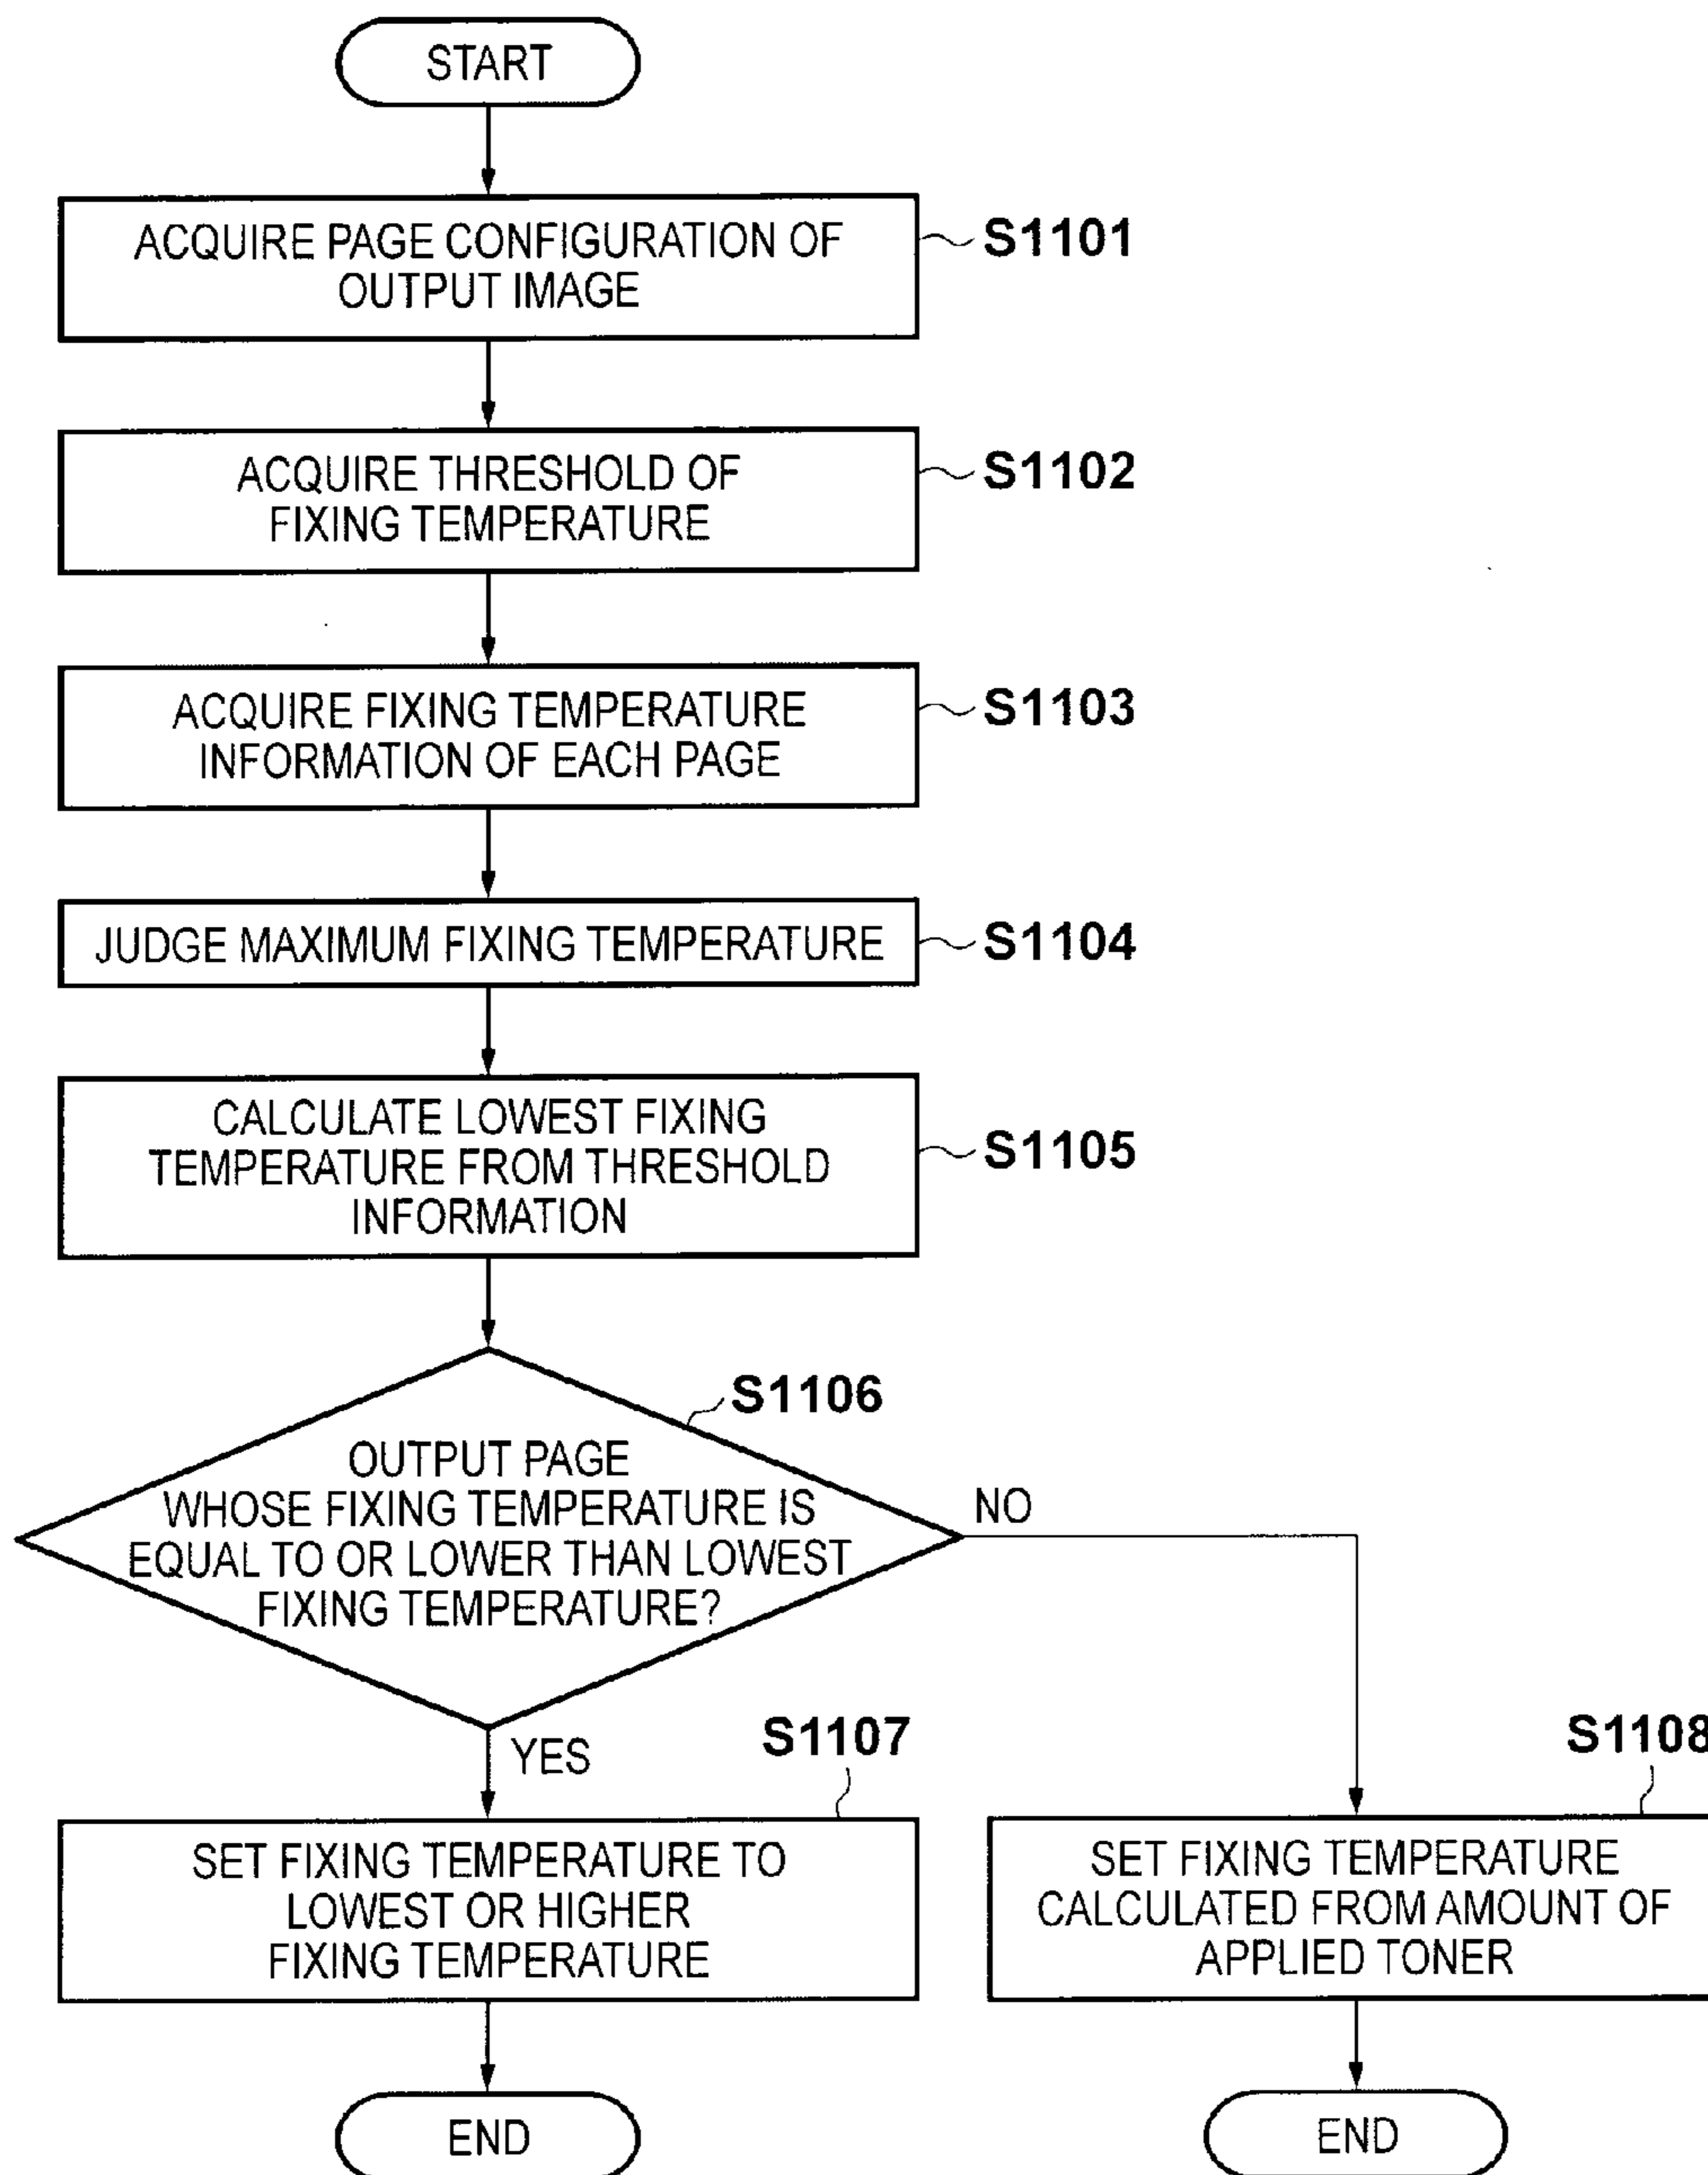 START
ACQUIRE PAGE CONFIGURATION OF
OUTPUT IMAGE
S1101
ACQUIRE THRESHOLD OF
FIXING TEMPERATURE
S1102
ACQUIRE FIXING TEMPERATURE
INFORMATION OF EACH PAGE
S1103
JUDGE MAXIMUM FIXING TEMPERATURE
S1104
CALCULATE LOWEST FIXING
TEMPERATURE FROM THRESHOLD
INFORMATION
S1105
S1106
OUTPUT PAGE
WHOSE FIXING TEMPERATURE IS
EQUAL TO OR LOWER THAN LOWEST
FIXING TEMPERATURE?
NO
YES
S1107
SET FIXING TEMPERATURE TO
LOWEST OR HIGHER
FIXING TEMPERATURE
S1108
SET FIXING TEMPERATURE
CALCULATED FROM AMOUNT OF
APPLIED TONER
END
END